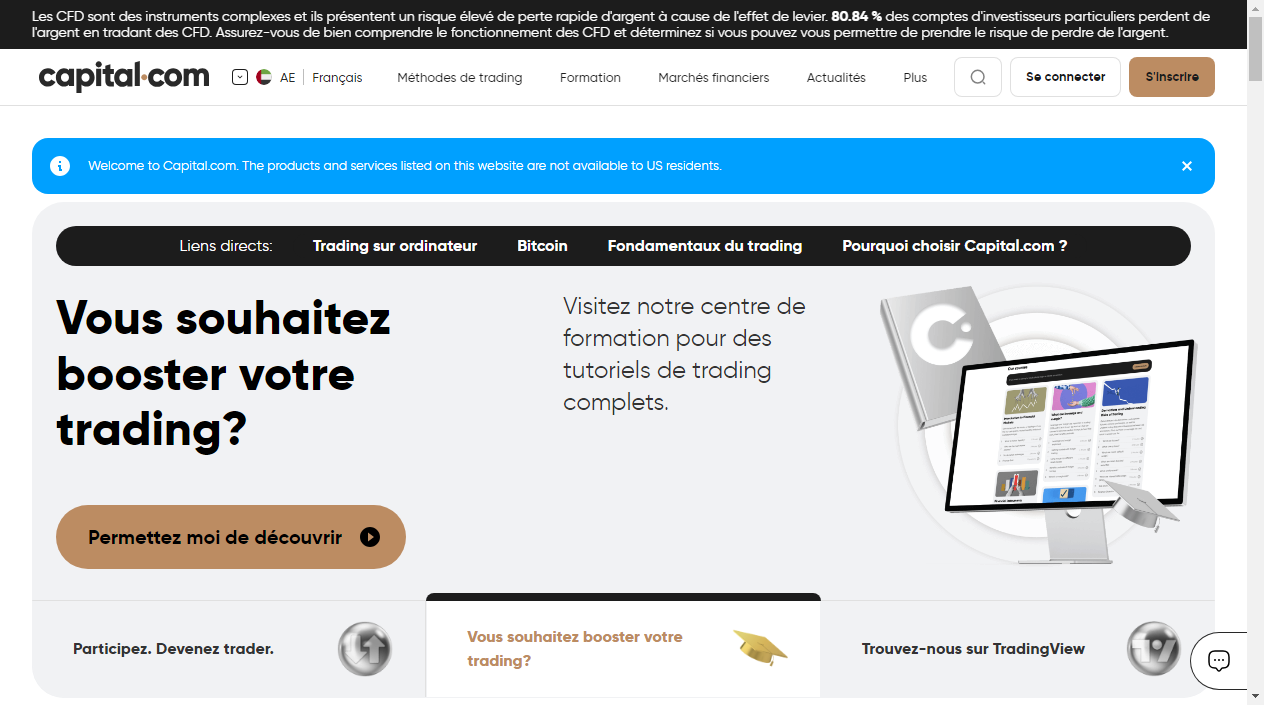 Les CFD sont des instruments complexes et ils présentent un risque élevé de perte rapide d'argent à cause de l'effet de levier. 80.84 % des comptes d'investisseurs particuliers perdent de
l'argent en tradant des CFD. Assurez-vous de bien comprendre le fonctionnement des CFD et déterminez si vous pouvez vous permettre de prendre le risque de perdre de l'argent.
capital.com
AE Français
Méthodes de trading
Formation
Marchés financiers
Actualités
Plus
Se connecter
S'inscrire
Welcome to Capital.com. The products and services listed on this website are not available to US residents.
Liens directs: Trading sur ordinateur Bitcoin Fondamentaux du trading Pourquoi choisir Capital.com ?
Vous souhaitez
booster votre
trading?
Visitez notre centre de
formation pour des
tutoriels de trading
complets.
Permettez moi de découvrir
Participez. Devenez trader.
Vous souhaitez booster votre
trading?
Trouvez-nous sur TradingView